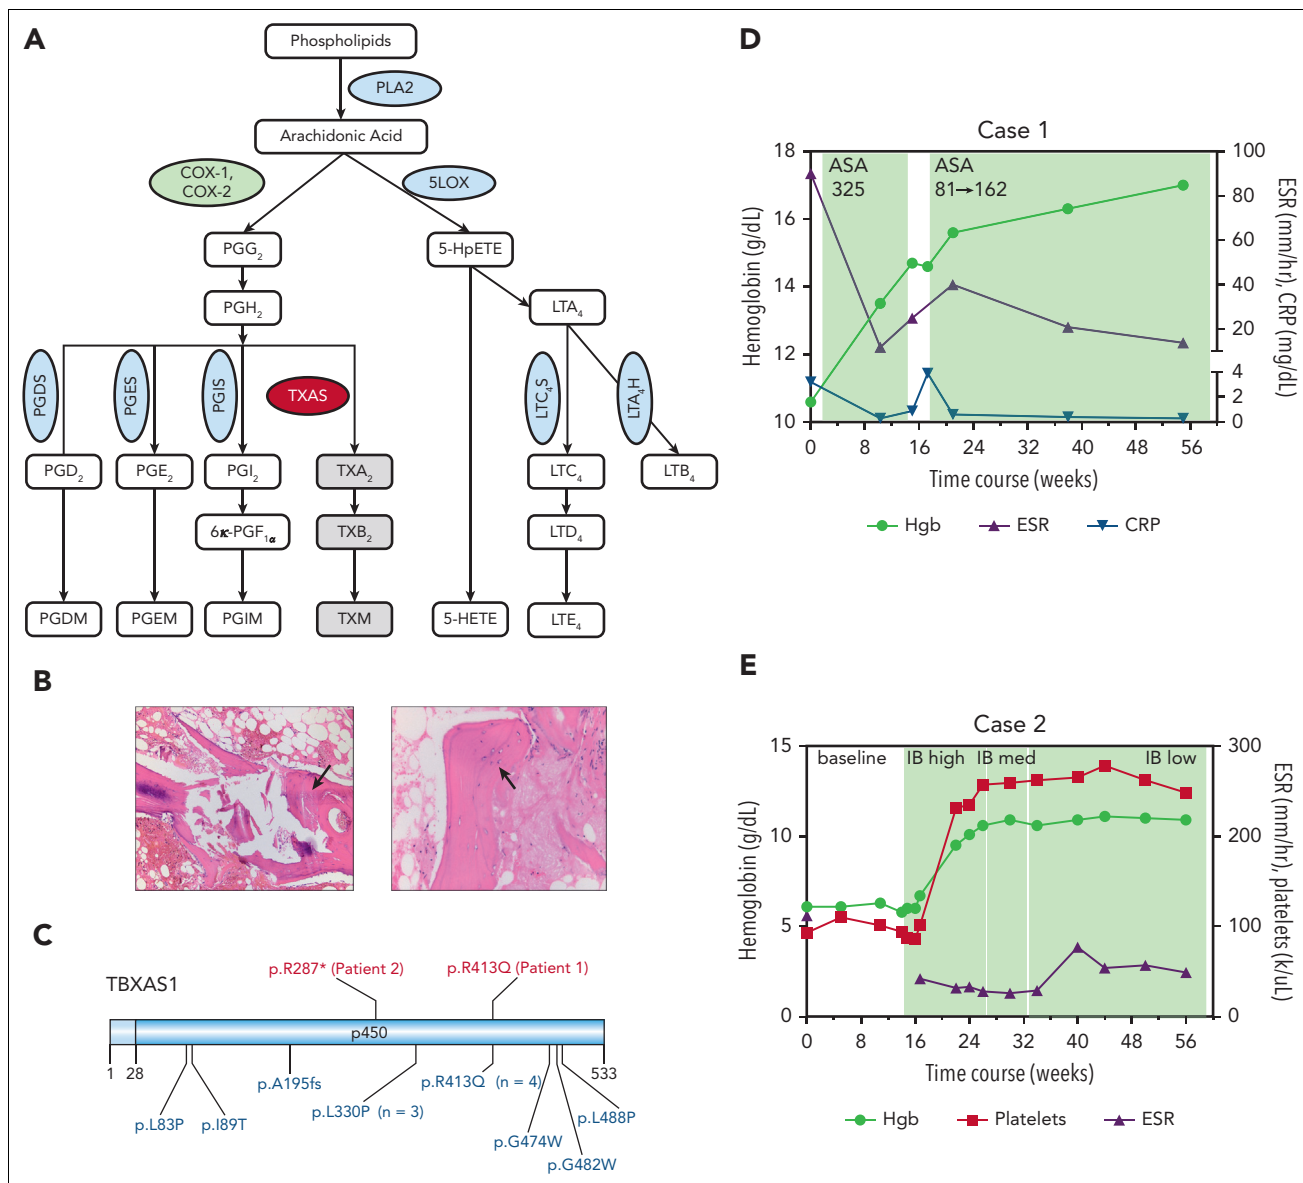 A
Phospholipids
PLA2
Arachidonic Acid
COX-1,
COX-2
5LOX
PGG2
5-HpETE
PGH2
LTA4
PGDS
PGES
PGIS
TXAS
LTC4S
LTA4H
PGD2
PGE2
PGI2
TXA2
LTC4
LTB4
6κ-PGF1α
TXB2
LTD4
PGDM
PGEM
PGIM
TXM
5-HETE
LTE4
B
C
TBXAS1
p.R287* (Patient 2)
p.R413Q (Patient 1)
p450
1
28
533
p.L83P
p.I89T
p.A195fs
p.L330P (n = 3)
p.R413Q (n = 4)
p.G474W
p.G482W
p.L488P
D
Case 1
Hemoglobin (g/dL)
18
16
14
12
10
ASA
325
ASA
81→162
100
80
60
40
20
4
2
0
ESR (mm/hr), CRP (mg/dL)
0 8 16 24 32 40 48 56
Time course (weeks)
Hgb
ESR
CRP
E
Case 2
Hemoglobin (g/dL)
15
10
5
0
baseline
IB high
IB med
IB low
300
200
100
0
ESR (mm/hr), platelets (k/uL)
0 8 16 24 32 40 48 56
Time course (weeks)
Hgb
Platelets
ESR